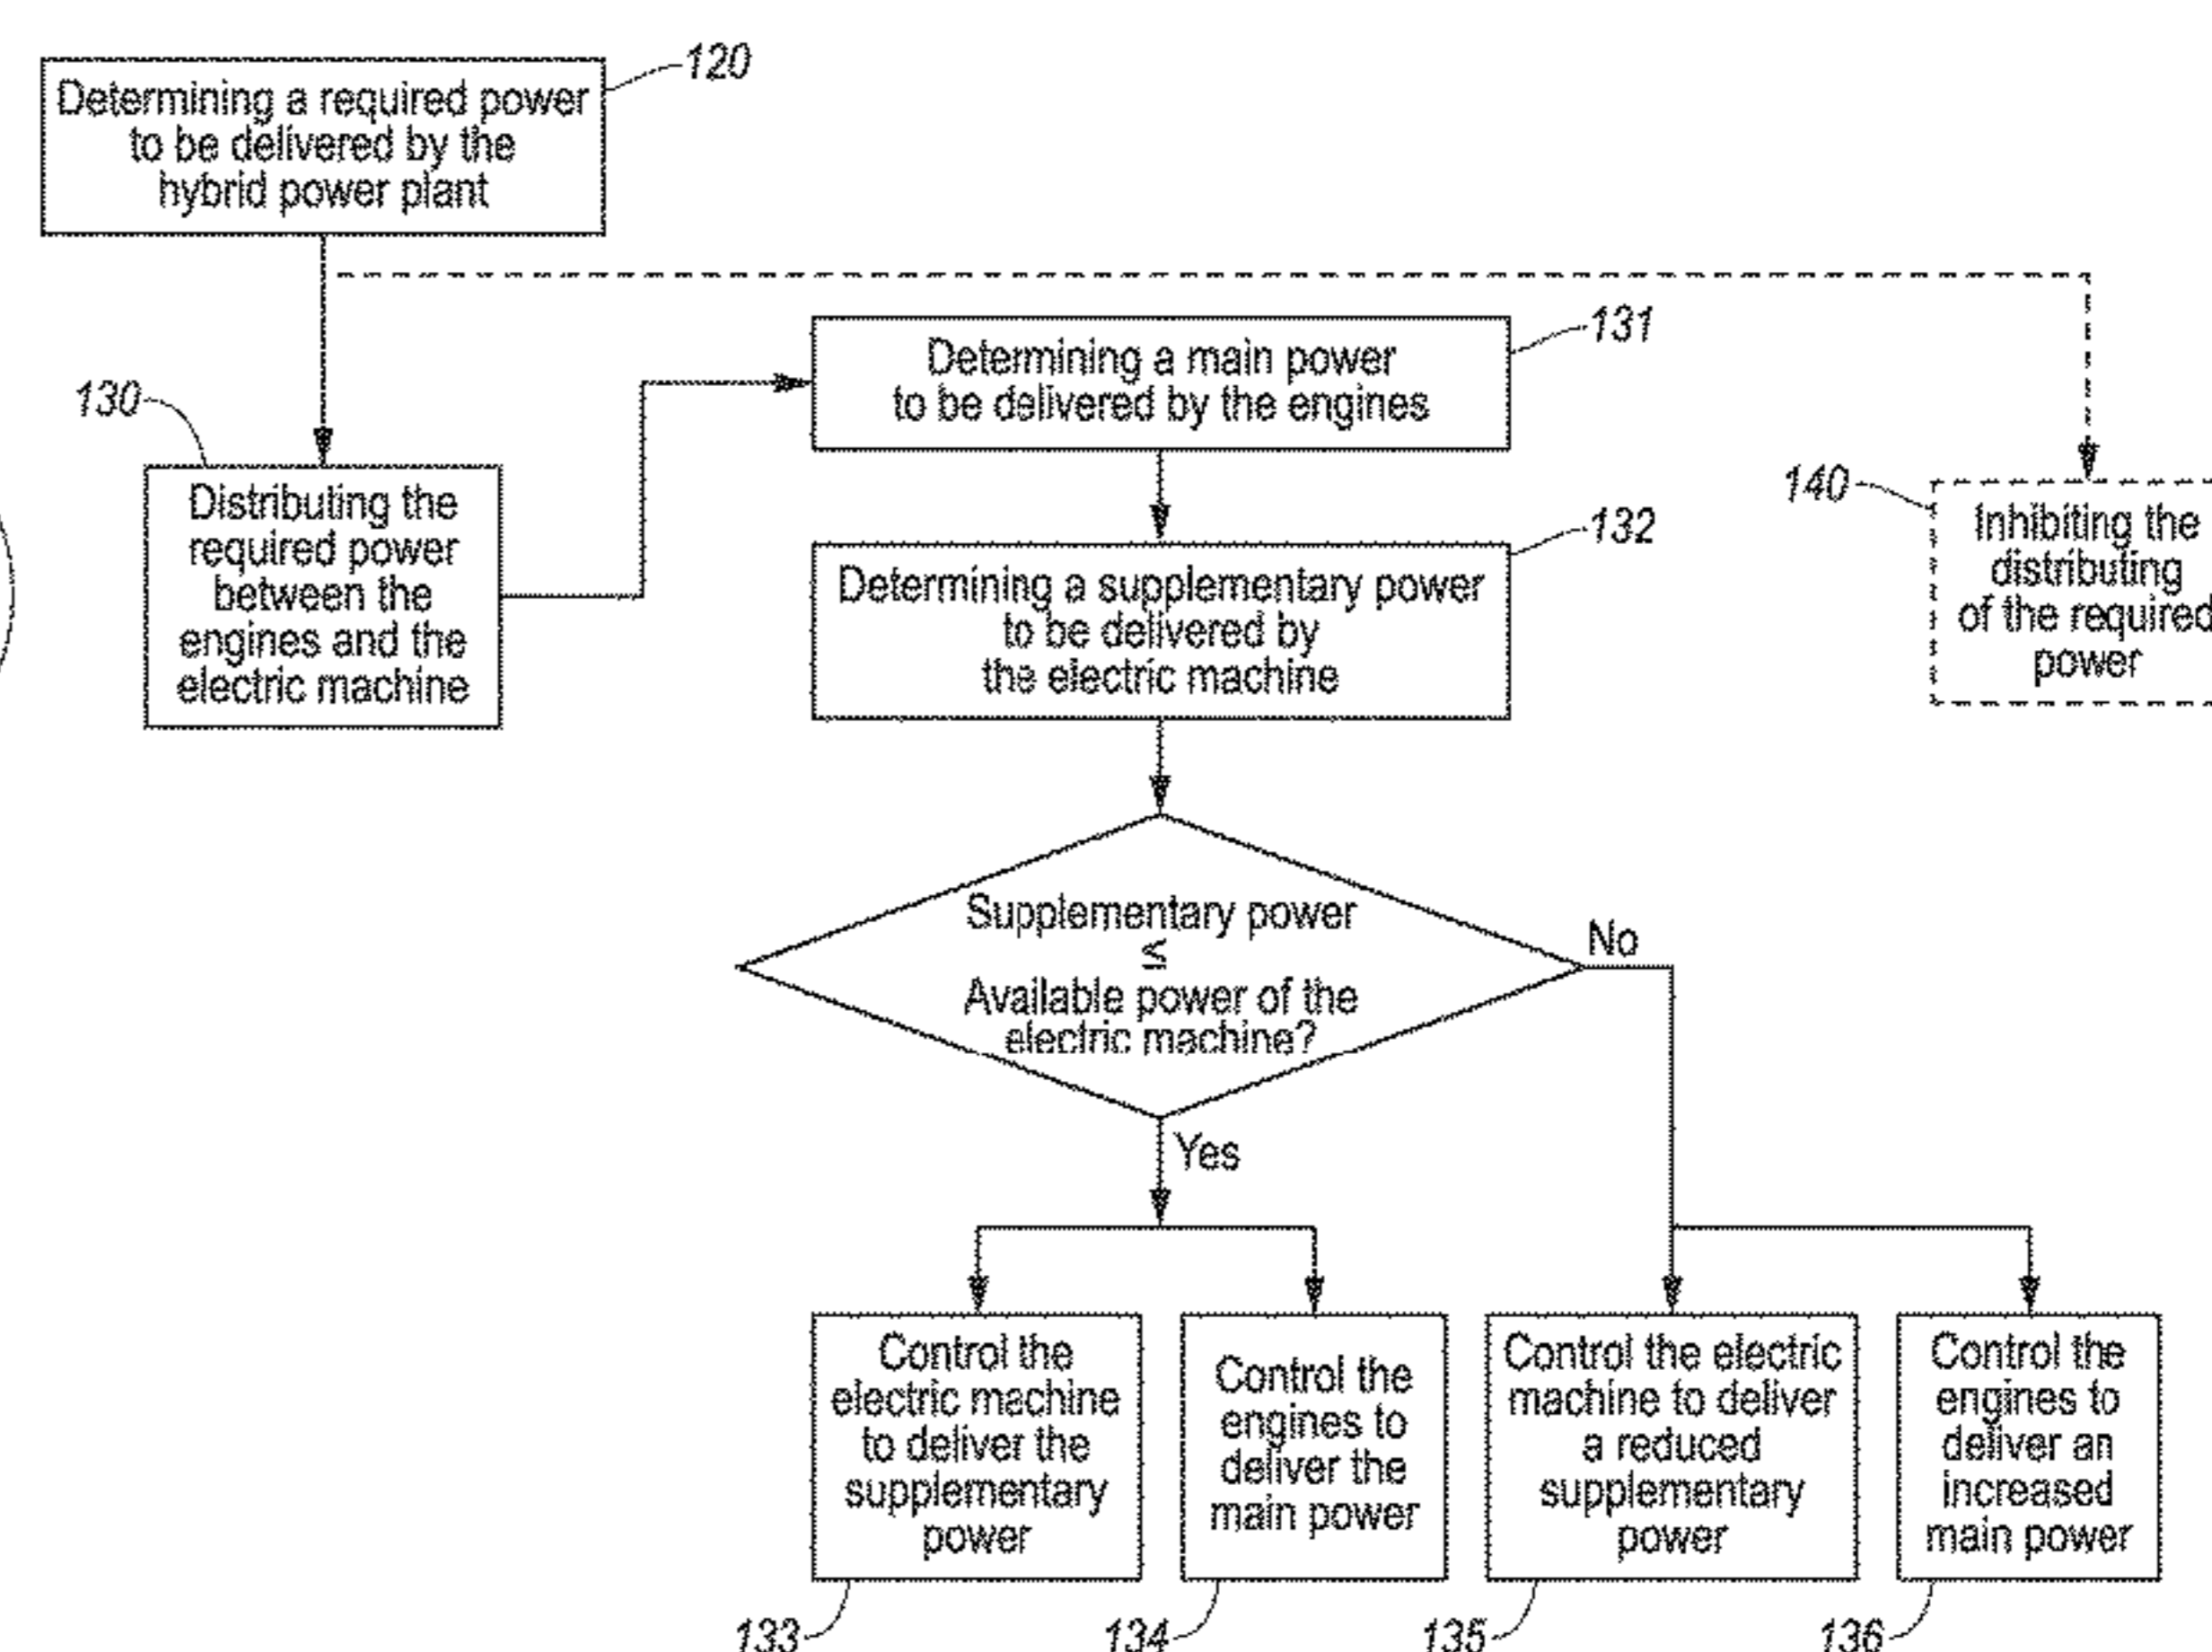 120
Determining a required power
to be delivered by the
hybrid power plant
131
Determining a main power
to be delivered by the engines
130
Distributing the
required power
between the
engines and the
electric machine
140
Inhibiting the
distributing
of the required
power
132
Determining a supplementary power
to be delivered by
the electric machine
Supplementary power
≤
Available power of the
electric machine?
No
Yes
Control the
electric machine
to deliver the
supplementary
power
Control the
engines to
deliver the
main power
Control the electric
machine to deliver
a reduced
supplementary
power
Control the
engines to
deliver an
increased
main power
133
134
135
136